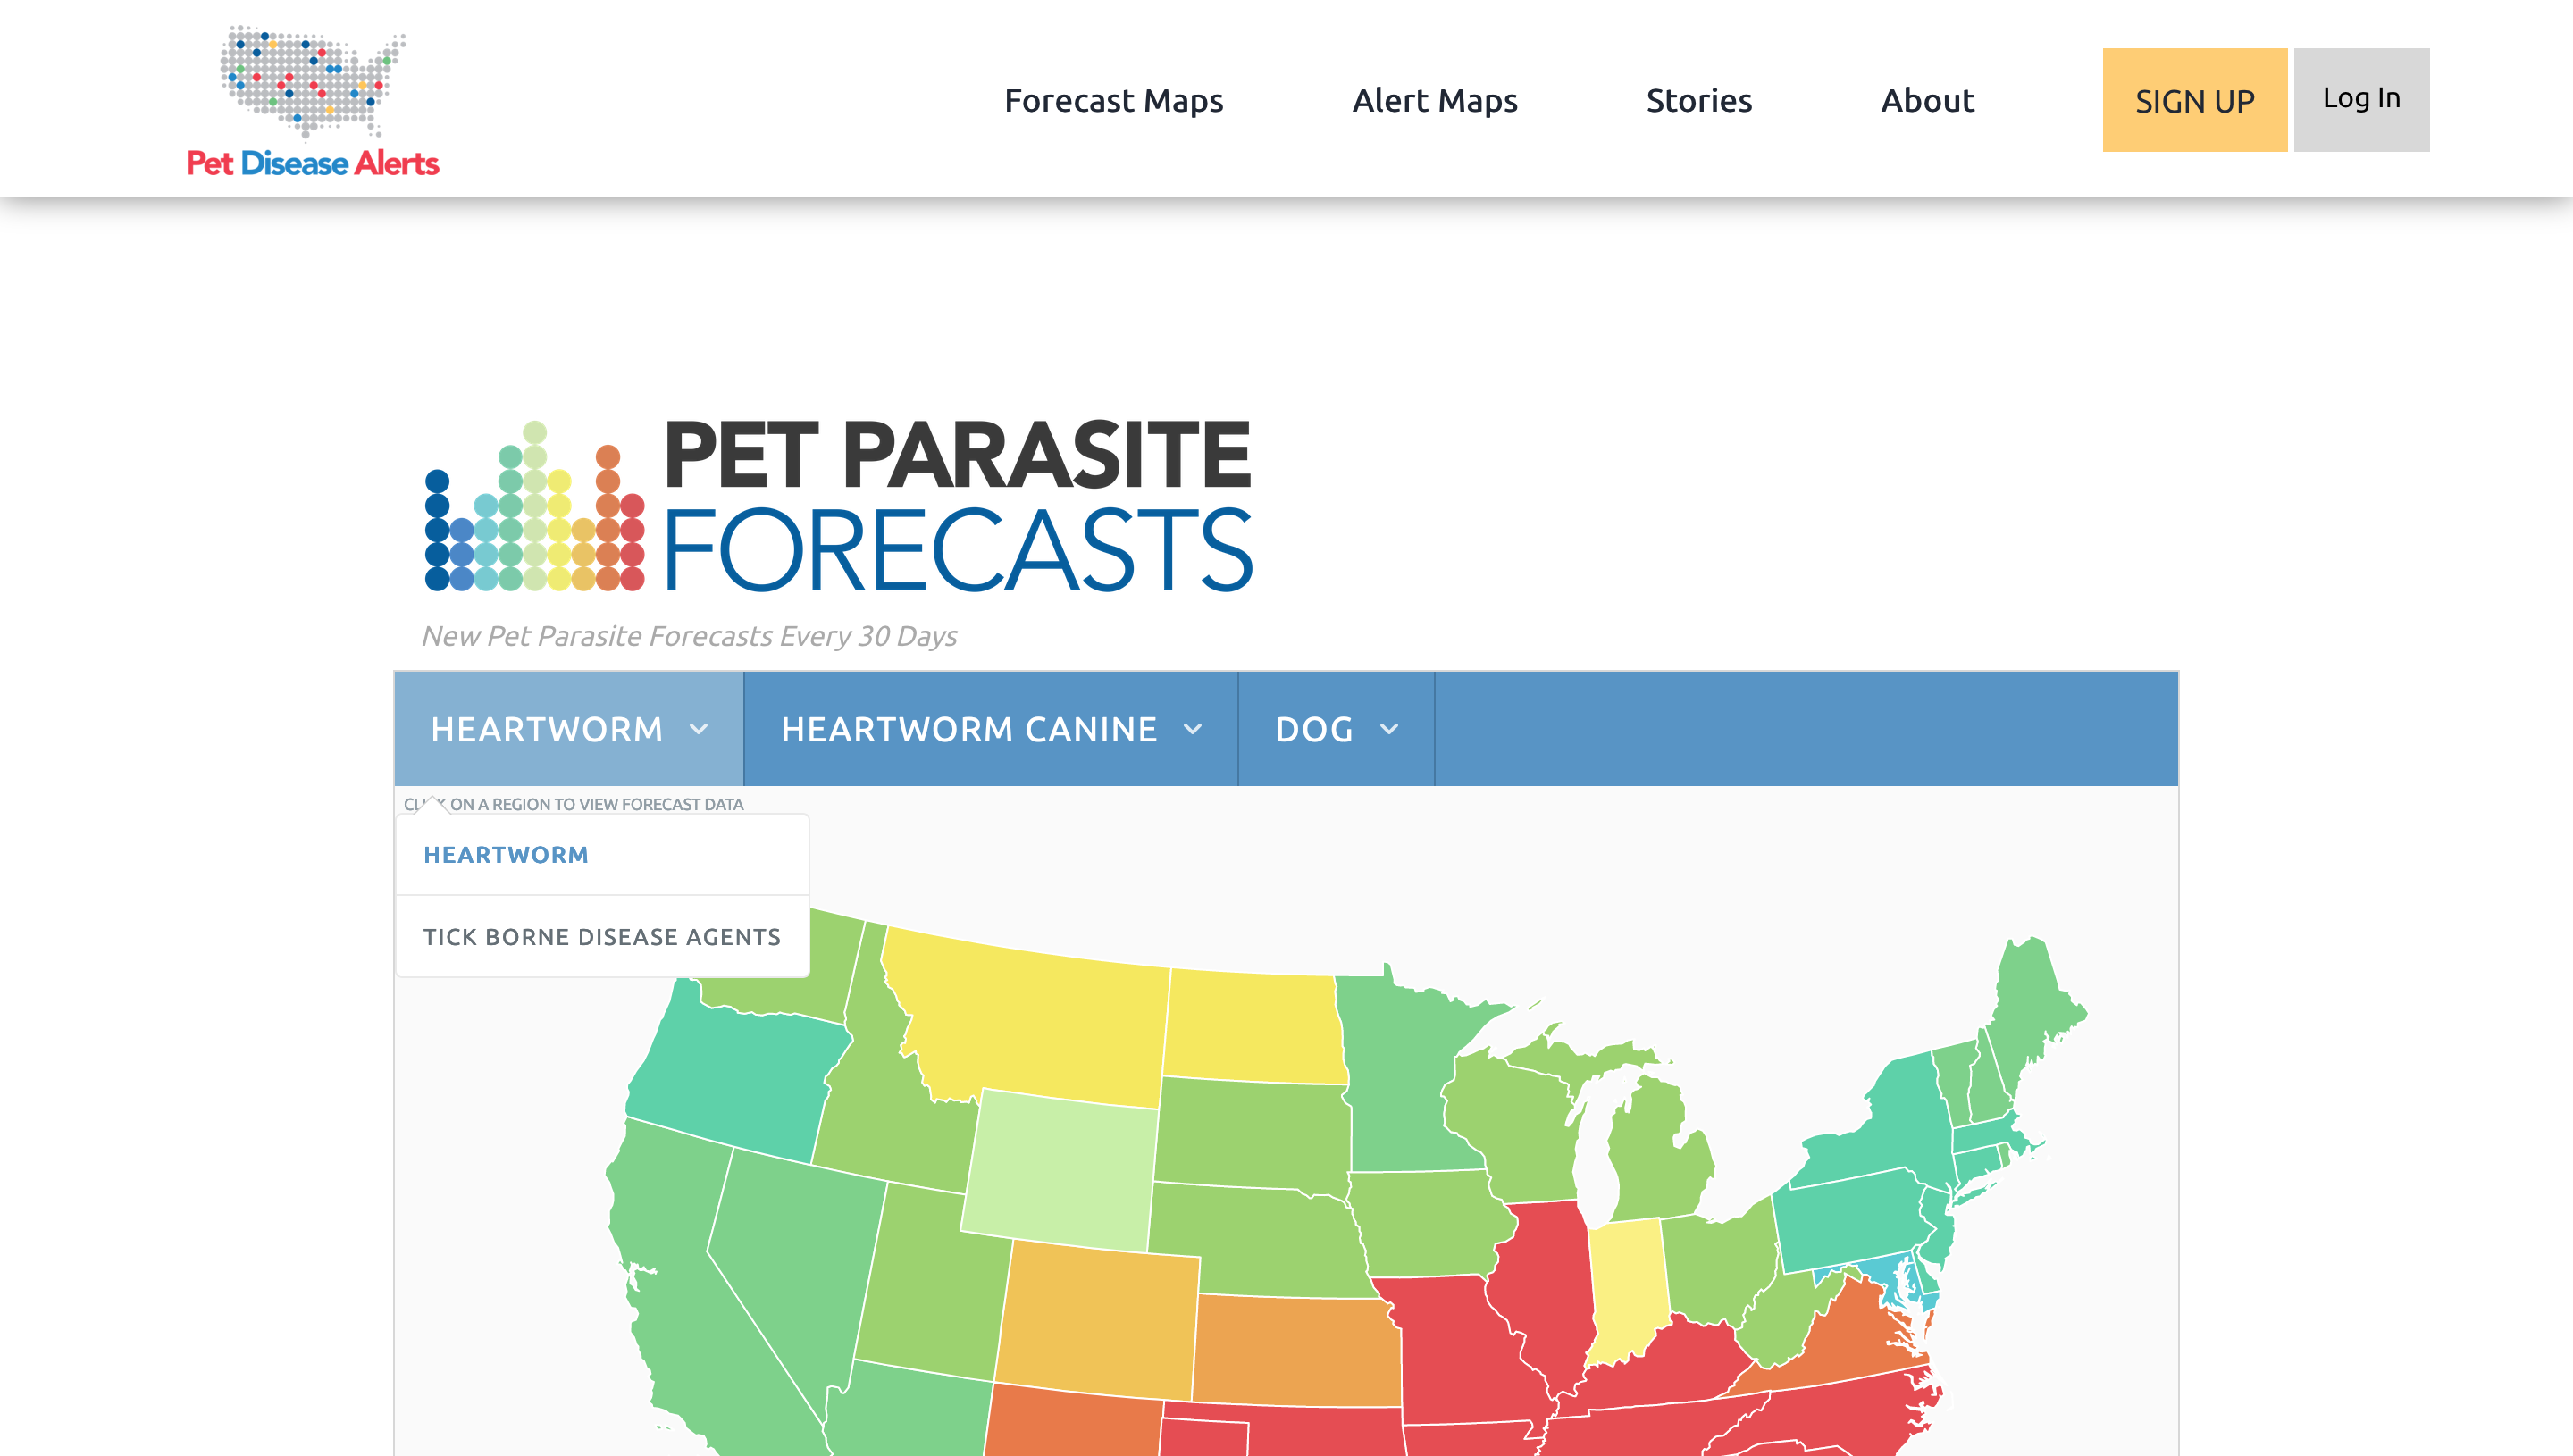 Pet Disease Alerts
Forecast Maps
Alert Maps
Stories
About
SIGN UP
Log In
PET PARASITE
FORECASTS
New Pet Parasite Forecasts Every 30 Days
HEARTWORM
HEARTWORM CANINE
DOG
ON A REGION TO VIEW FORECAST DATA
HEARTWORM
TICK BORNE DISEASE AGENTS